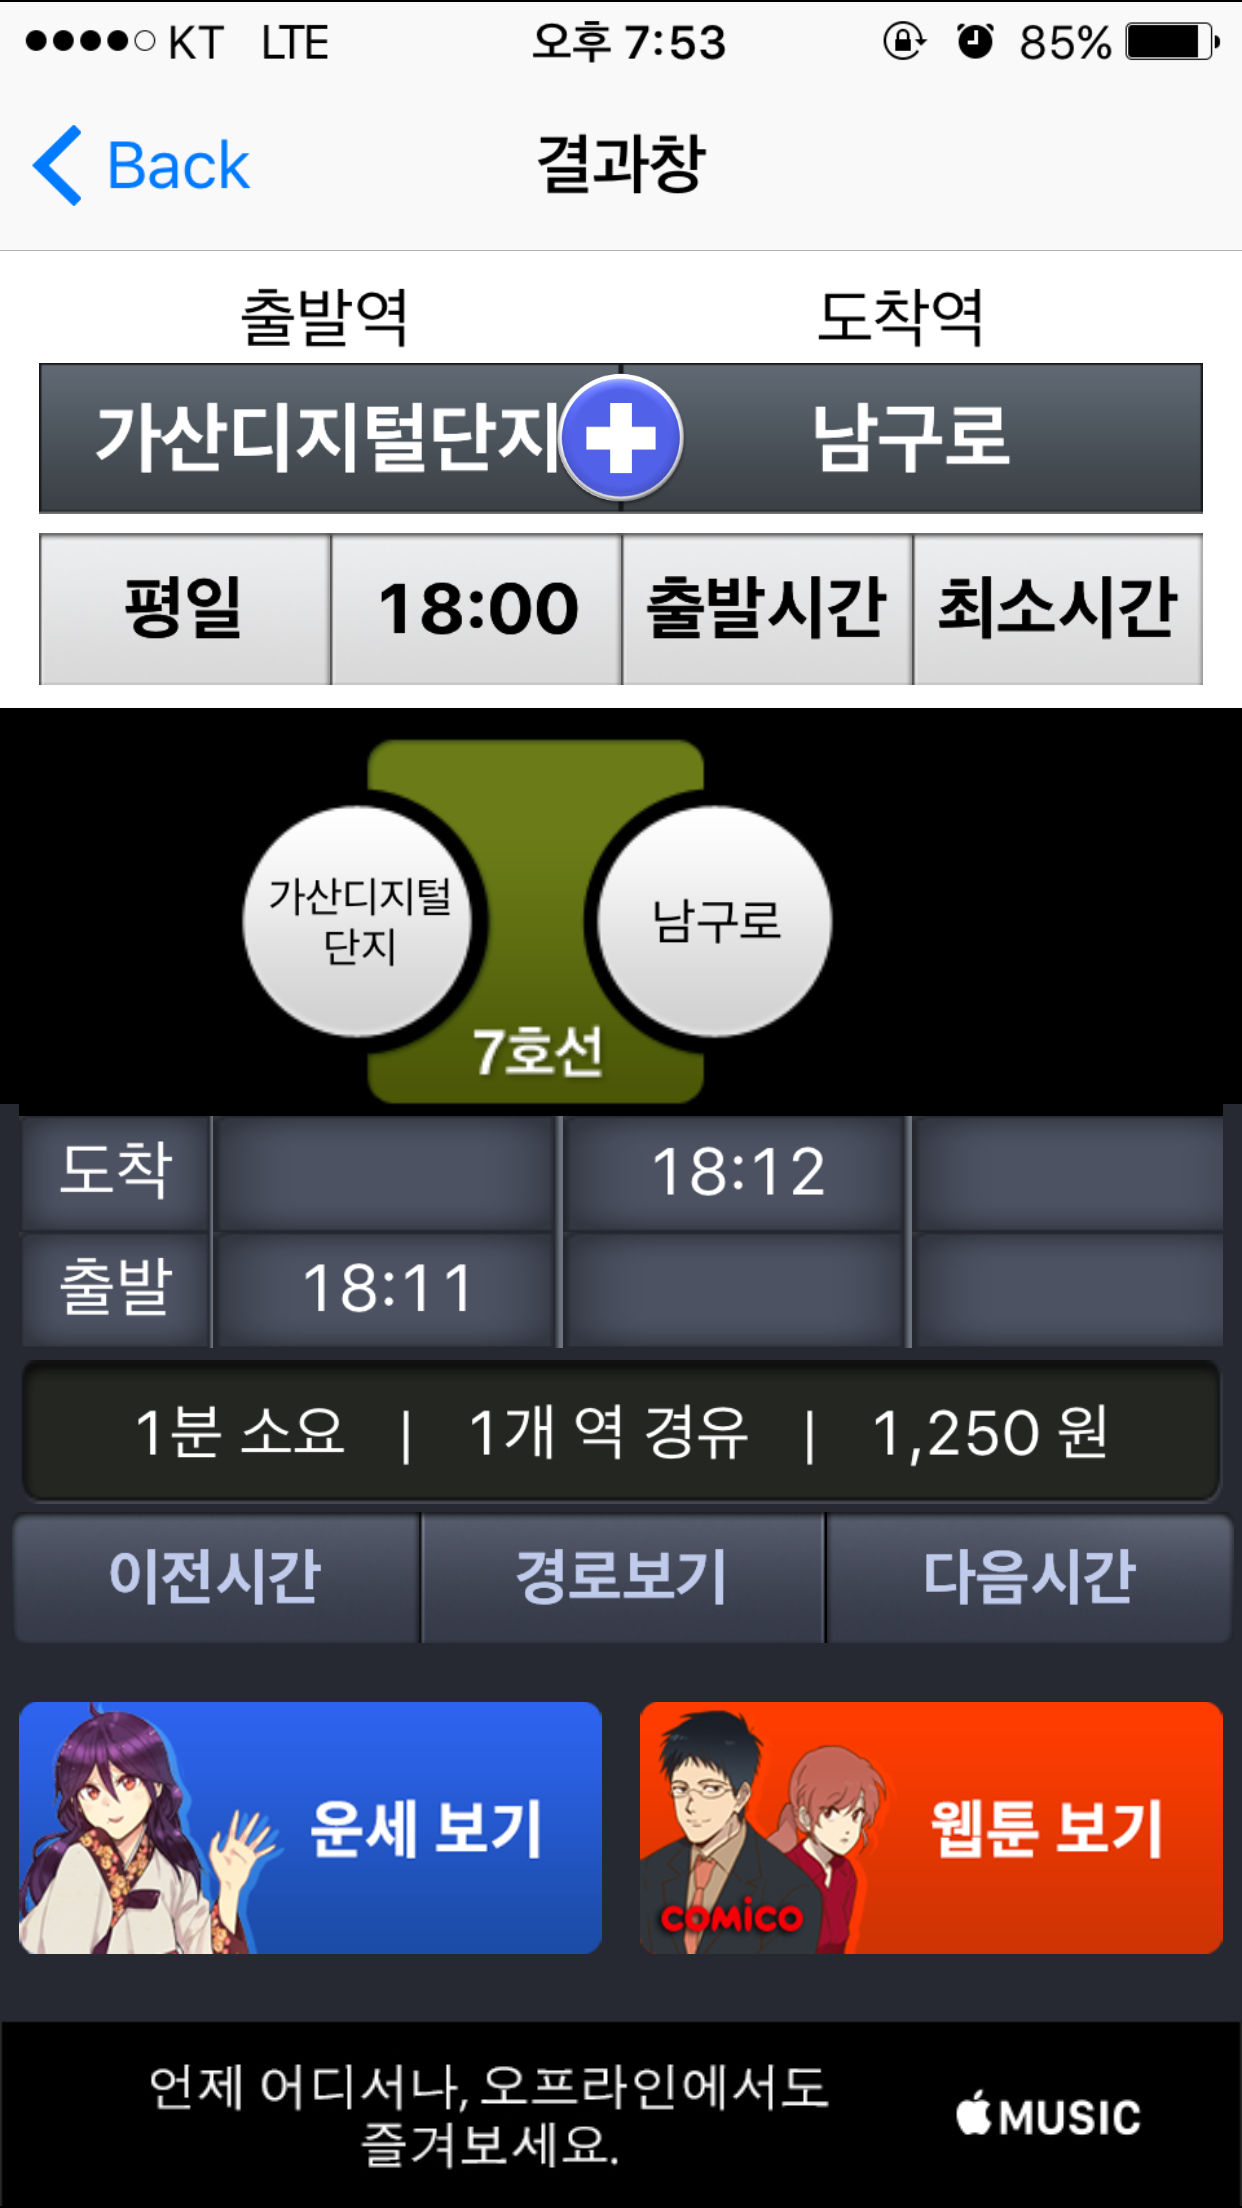 KT LTE 오후 7:53 85%
Back 결과창
출발역 도착역
가산디지털단지 남구로
평일 18:00 출발시간 최소시간
가산디지털
단지
남구로
7호선
도착 18:12
출발 18:11
1분 소요 | 1개 역 경유 | 1,250 원
이전시간 경로보기 다음시간
운세 보기 웹툰 보기
comico
언제 어디서나, 오프라인에서도
즐겨보세요.
MUSIC